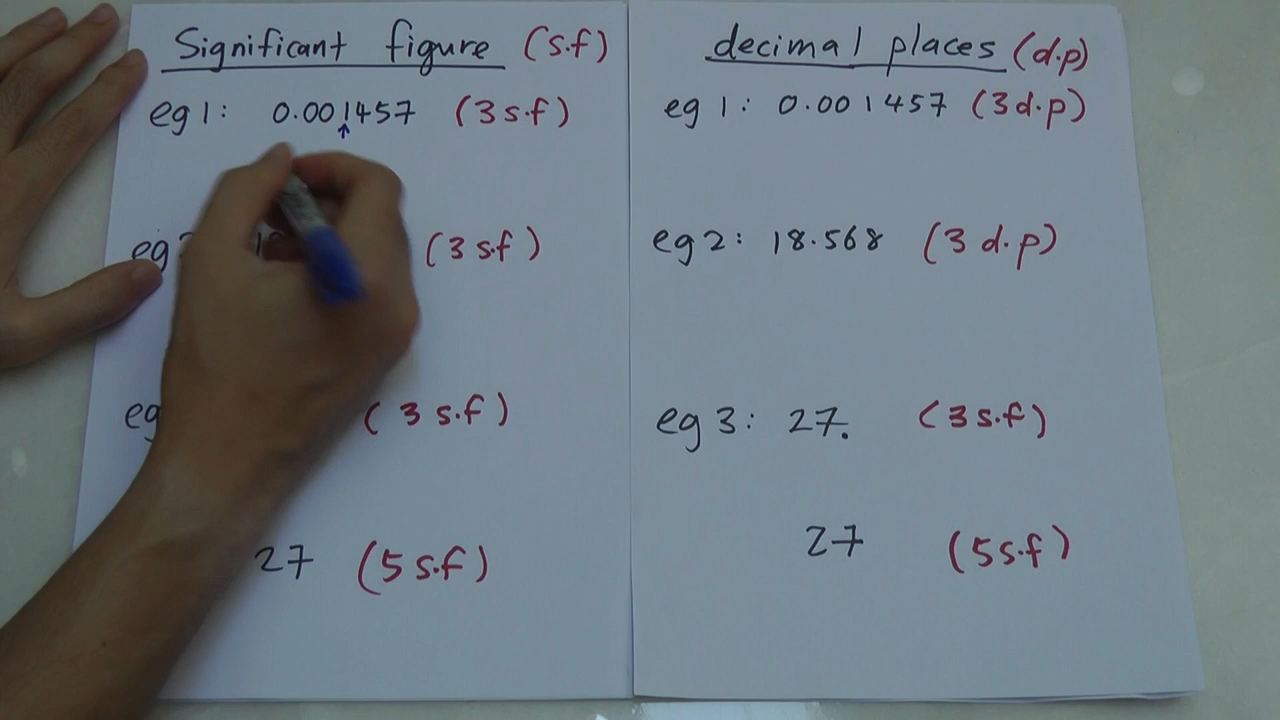 Significant figure (s.f)
eg 1: 0.001457 (3 s.f)
(3 s.f)
eg (3 s.f)
27 (5 s.f)
decimal places (d.p)
eg 1: 0.001457 (3 d.p)
eg 2: 18.568 (3 d.p)
eg 3: 27. (3 s.f)
27 (5 s.f)